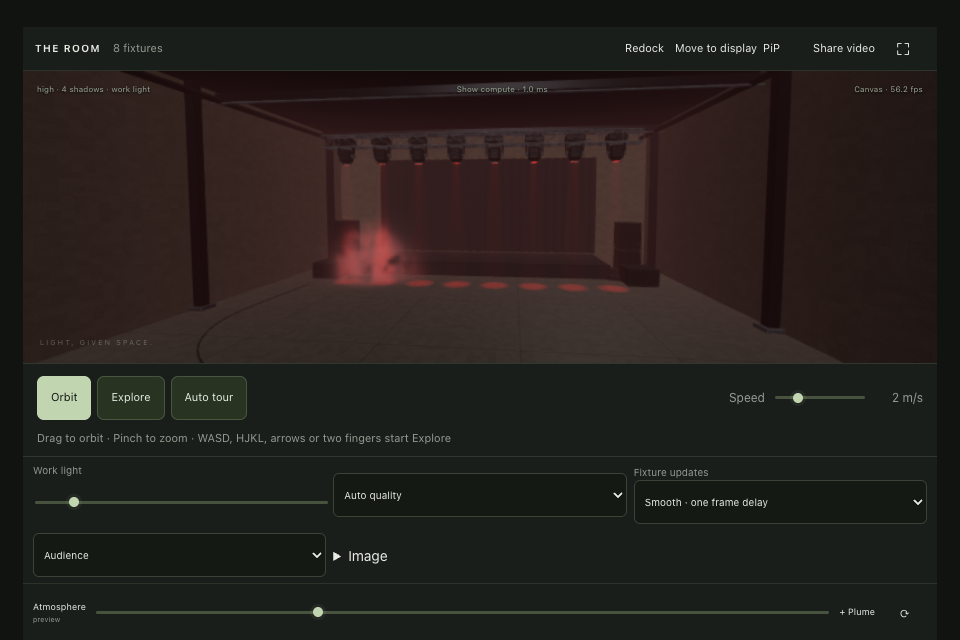 THE ROOM 8 fixtures Redock Move to display PiP Share video
high · 4 shadows · work light Show compute · 1.0 ms Canvas · 56.2 fps
LIGHT, GIVEN SPACE.
Orbit Explore Auto tour Speed 2 m/s
Drag to orbit · Pinch to zoom · WASD, HJKL, arrows or two fingers start Explore
Work light Fixture updates
Auto quality Smooth · one frame delay
Audience Image
Atmosphere + Plume
preview